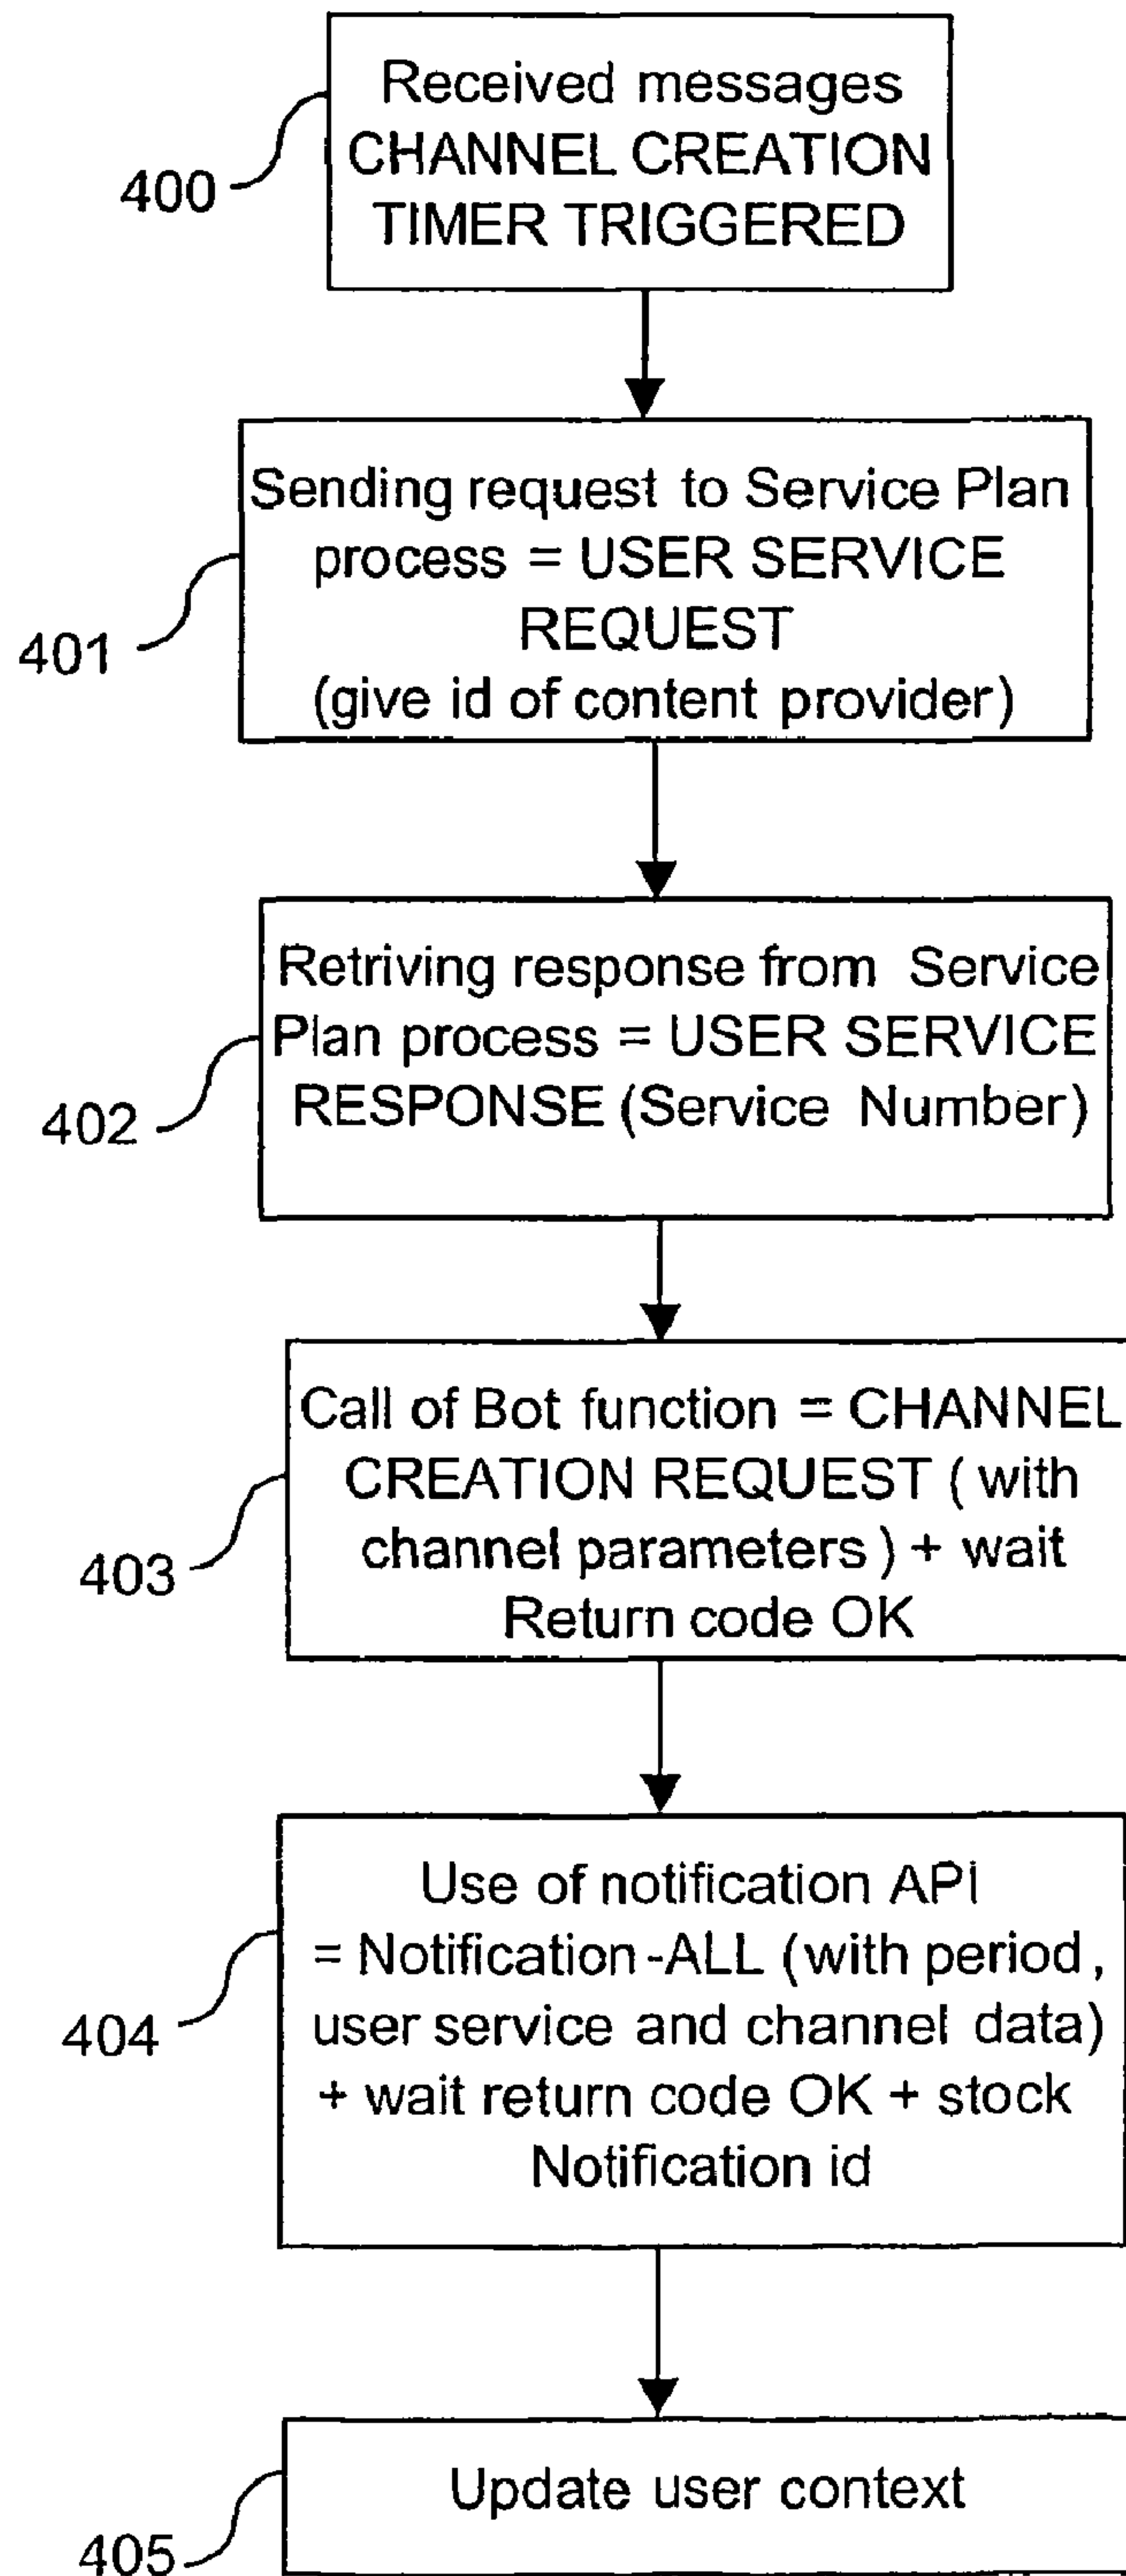 Received messages
CHANNEL CREATION
TIMER TRIGGERED
400
Sending request to Service Plan
process = USER SERVICE
REQUEST
(give id of content provider)
401
Retriving response from Service
Plan process = USER SERVICE
RESPONSE (Service Number)
402
Call of Bot function = CHANNEL
CREATION REQUEST ( with
channel parameters ) + wait
Return code OK
403
Use of notification API
= Notification-ALL (with period,
user service and channel data)
+ wait return code OK + stock
Notification id
404
Update user context
405